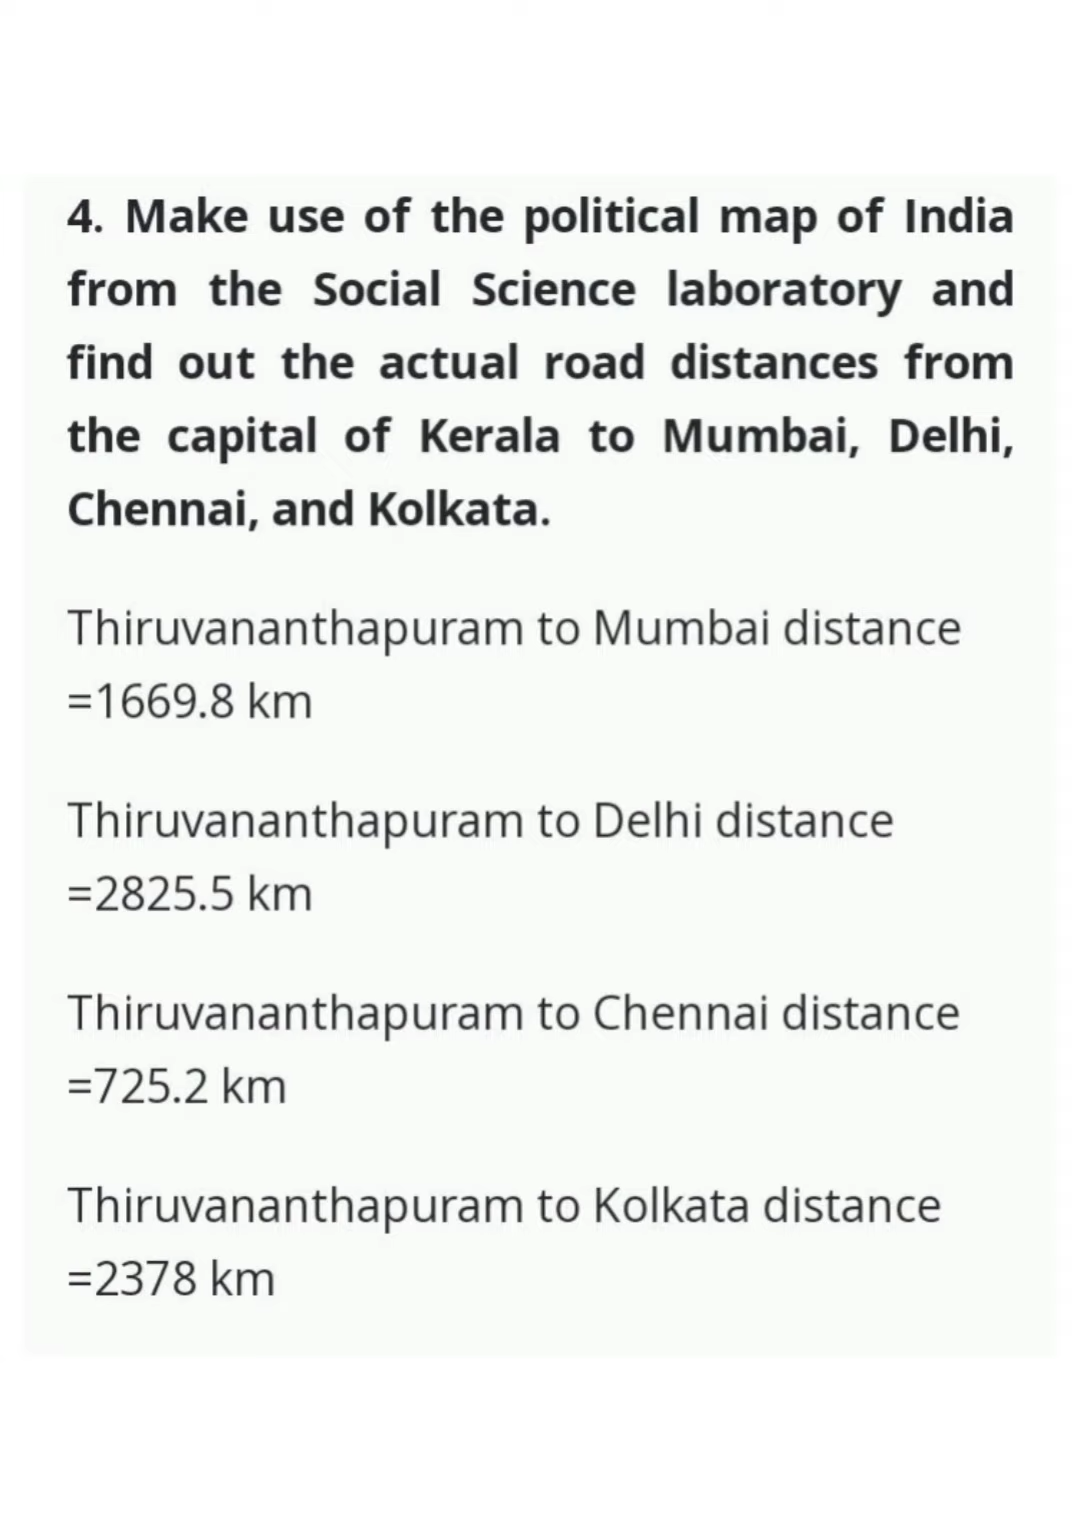 4. Make use of the political map of India
from the Social Science laboratory and
find out the actual road distances from
the capital of Kerala to Mumbai, Delhi,
Chennai, and Kolkata.
Thiruvananthapuram to Mumbai distance
=1669.8 km
Thiruvananthapuram to Delhi distance
=2825.5 km
Thiruvananthapuram to Chennai distance
=725.2 km
Thiruvananthapuram to Kolkata distance
=2378 km